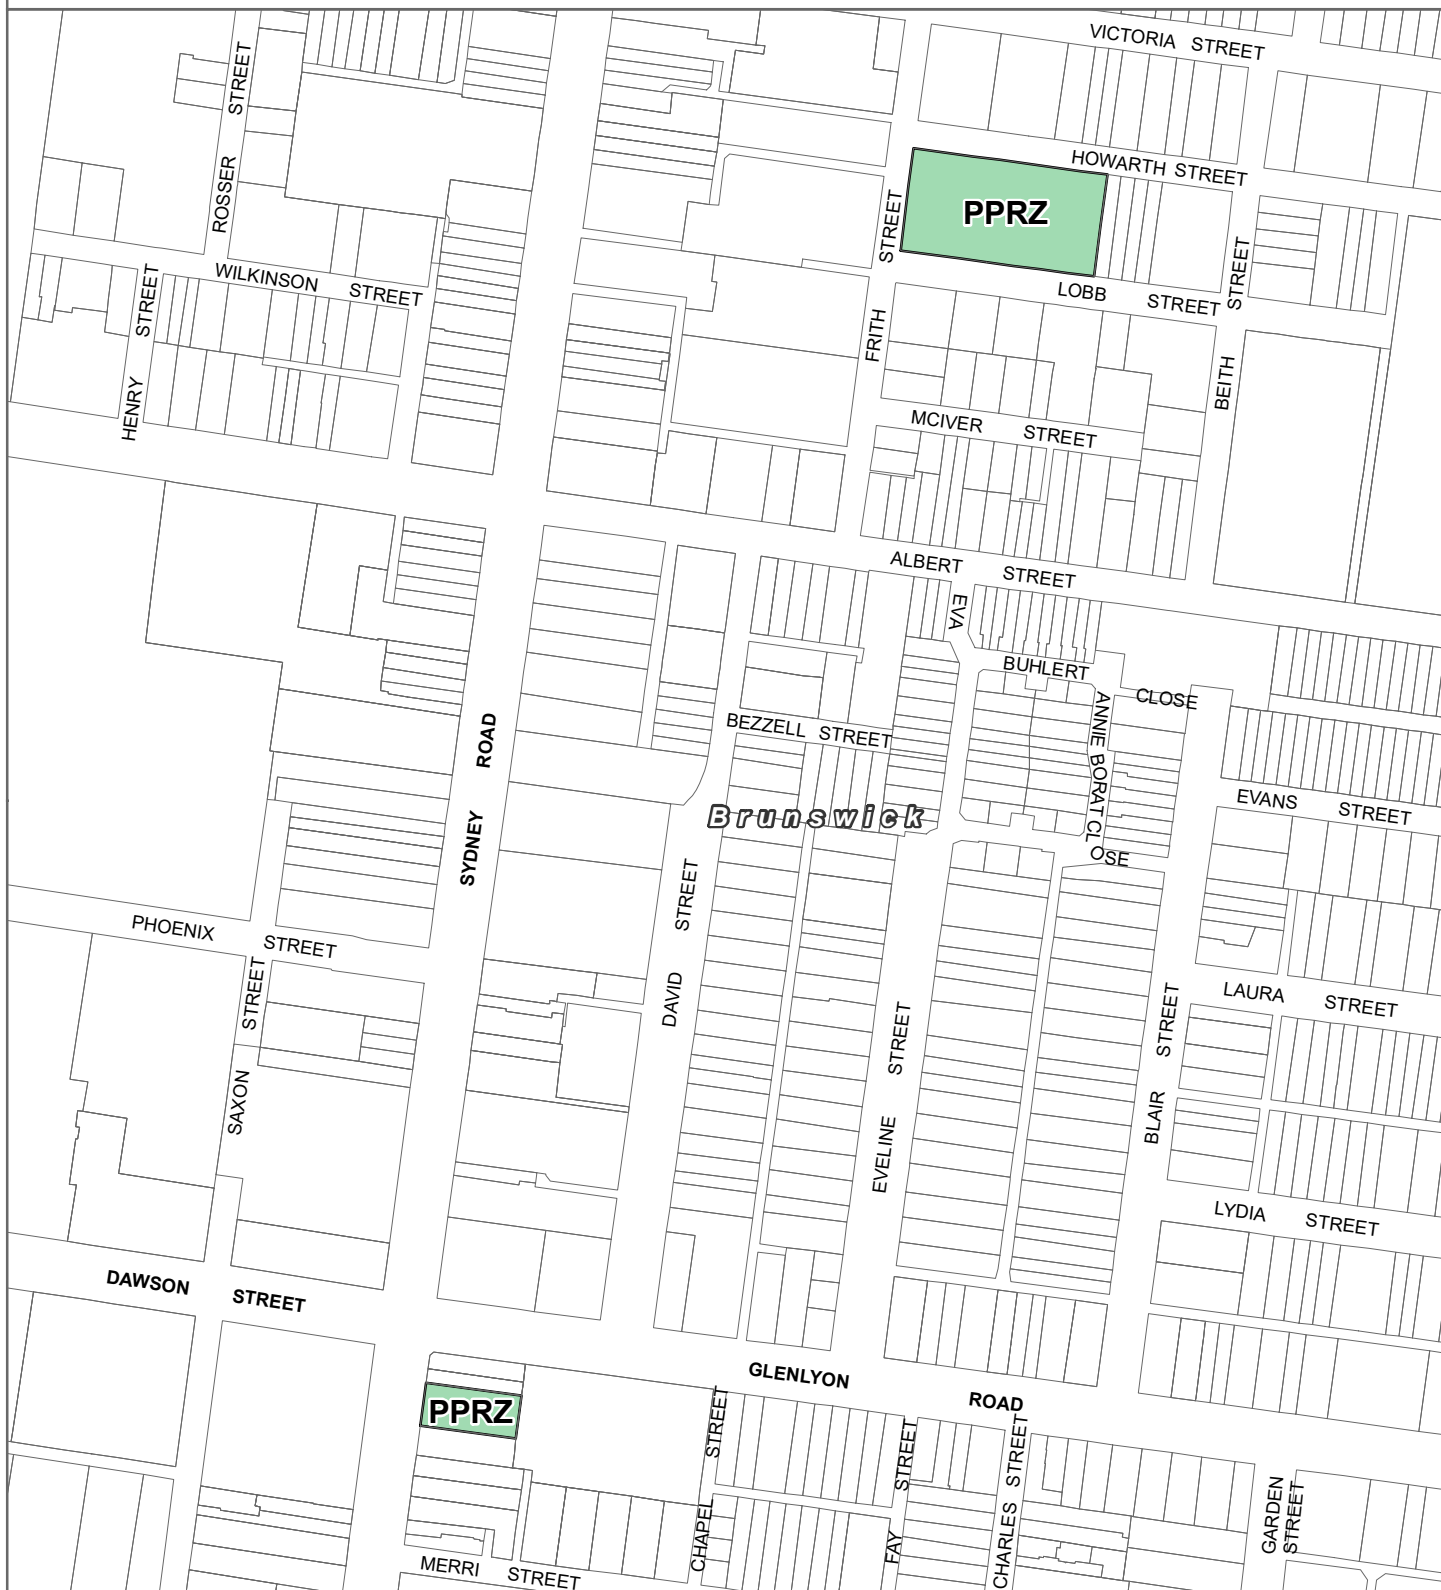 VICTORIA STREET
ROSSER STREET
HOWARTH STREET
PPRZ
FRITH STREET
BEITH STREET
WILKINSON STREET
HENRY STREET
LOBB STREET
MCIVER STREET
ALBERT STREET
EVA
BUHLERT CLOSE
ANNIE BORAT CLOSE
BEZZELL STREET
SYDNEY ROAD
Brunswick
EVANS STREET
PHOENIX STREET
DAVID STREET
SAXON STREET
LAURA STREET
EVELINE STREET
BLAIR STREET
LYDIA STREET
DAWSON STREET
GLENLYON ROAD
PPRZ
CHAPEL STREET
FAY STREET
CHARLES STREET
GARDEN STREET
MERRI STREET